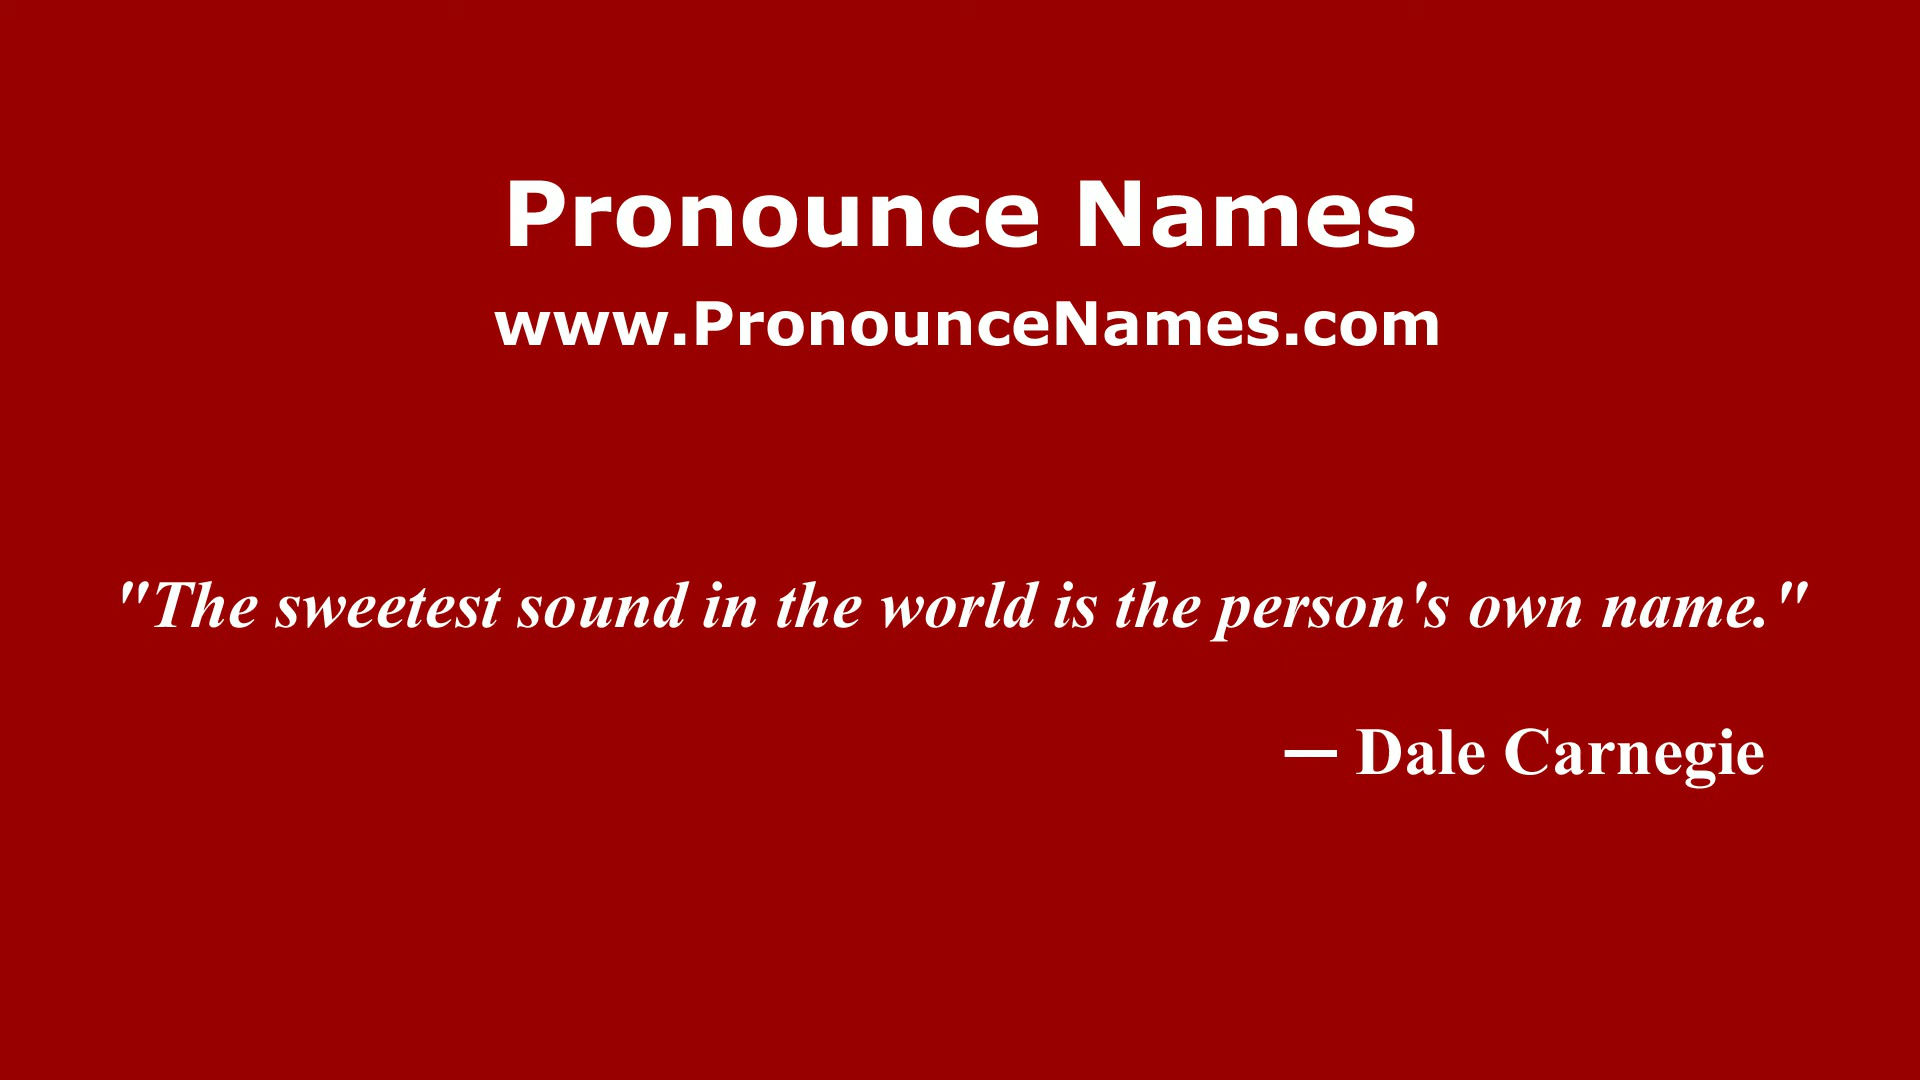 Pronounce Names
www.PronounceNames.com
"The sweetest sound in the world is the person's own name."
— Dale Carnegie